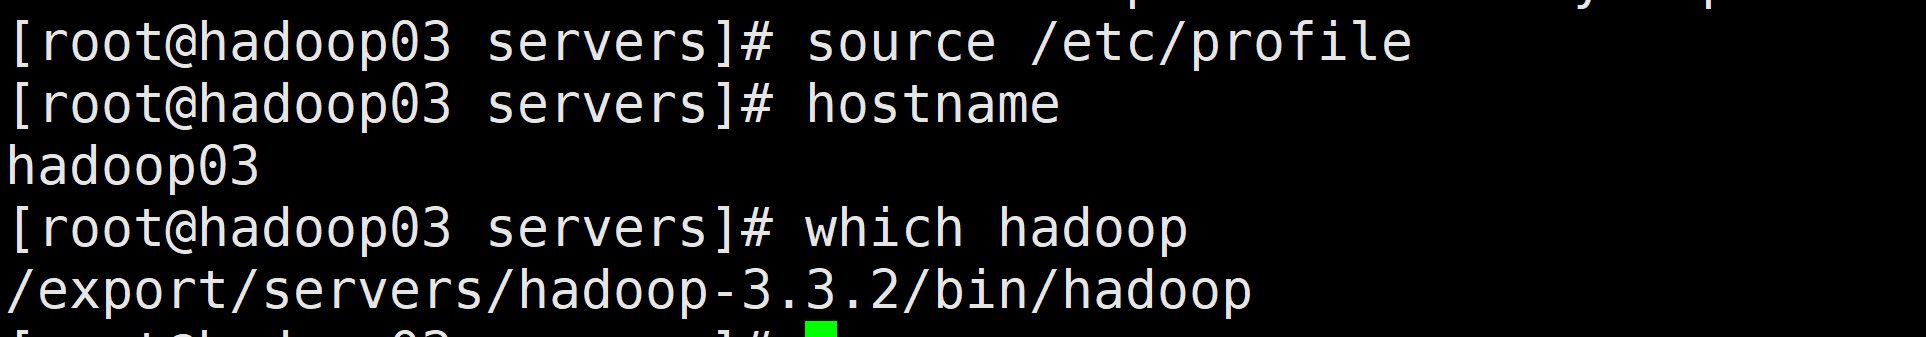 [root@hadoop03 servers]# source /etc/profile
[root@hadoop03 servers]# hostname
hadoop03
[root@hadoop03 servers]# which hadoop
/export/servers/hadoop-3.3.2/bin/hadoop